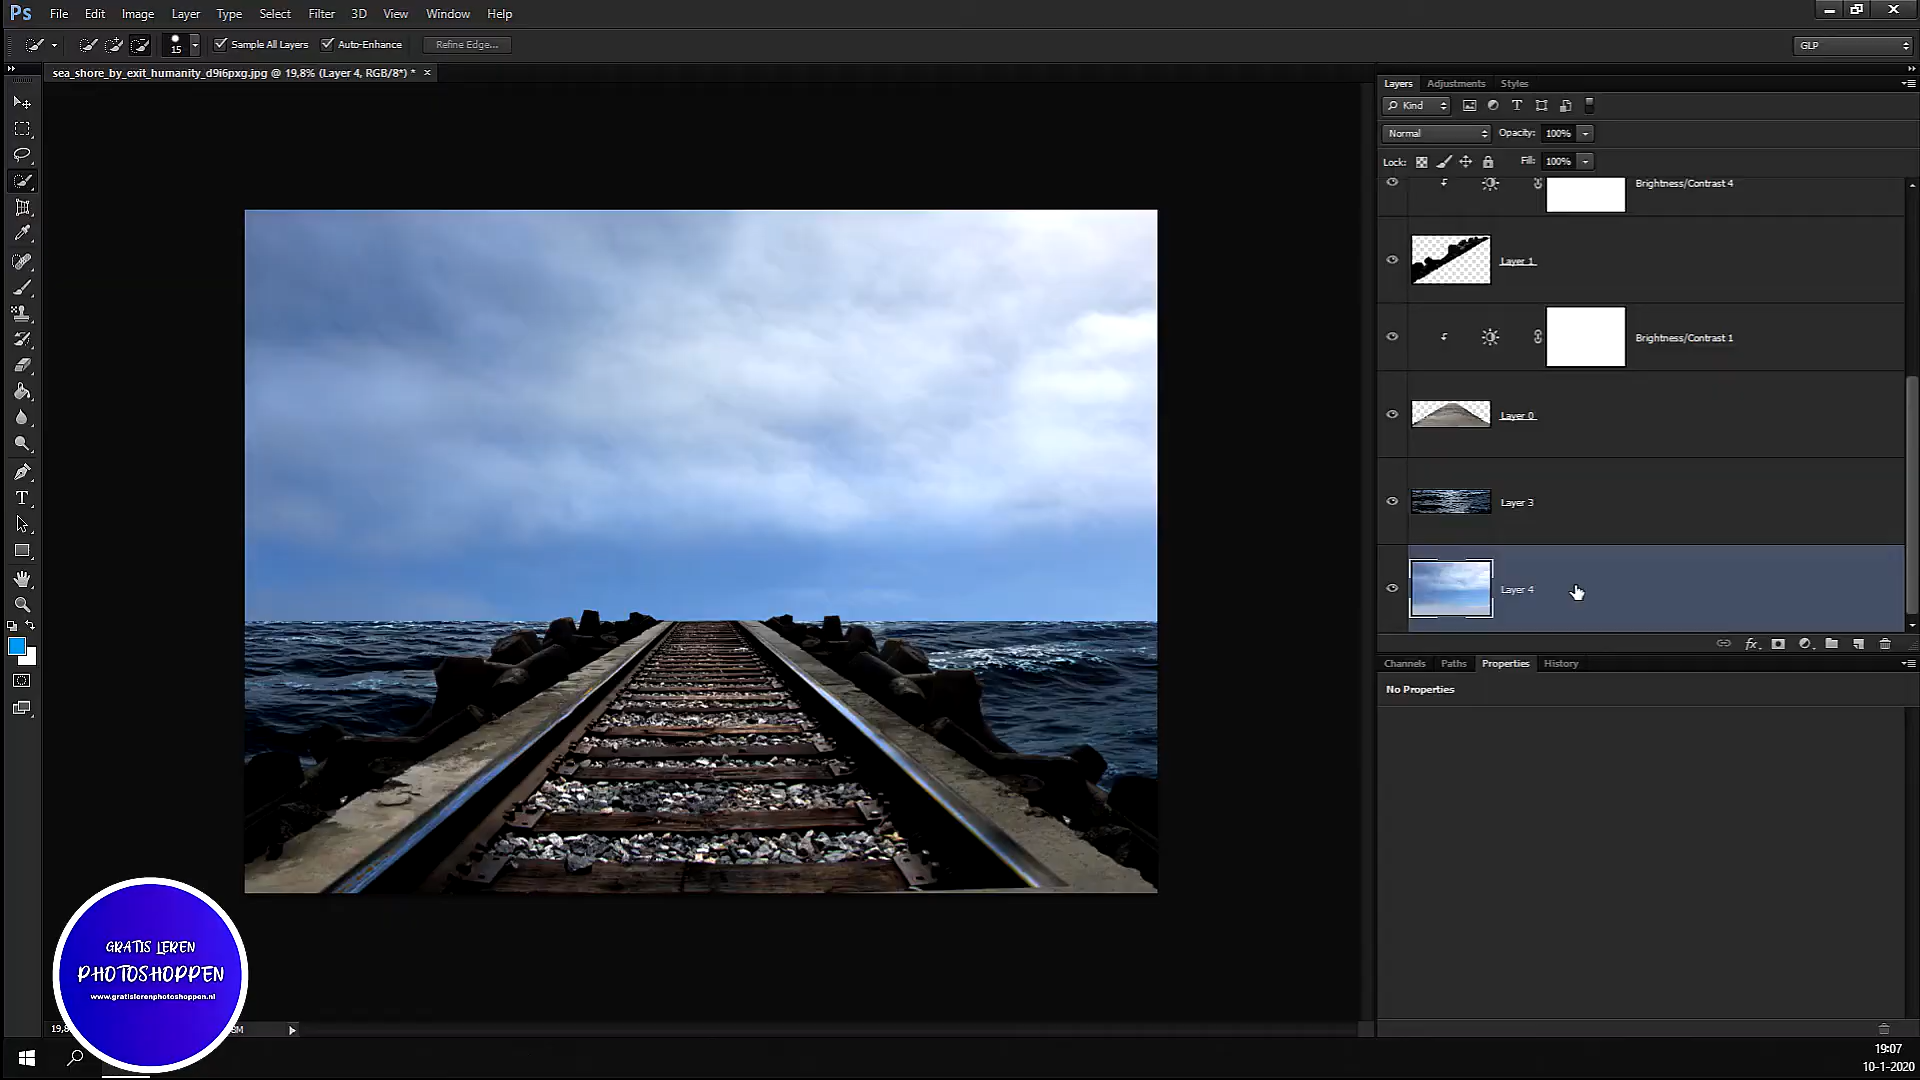 Ps File Edit Image Layer Type Select Filter 3D View Window Help
15 Sample All Layers Auto-Enhance Refine Edge... GLP
sea_shore_by_exit_humanity_d9i6pxg.jpg @ 19,8% (Layer 4, RGB/8*) *
Layers Adjustments Styles
Kind
Normal Opacity: 100%
Lock: Fill: 100%
Brightness/Contrast 4
Layer 1
Brightness/Contrast 1
Layer 0
Layer 3
Layer 4
Channels Paths Properties History
No Properties
GRATIS LEREN
PHOTOSHOPPEN
www.gratislerenphotoshoppen.nl
19:07
10-1-2020